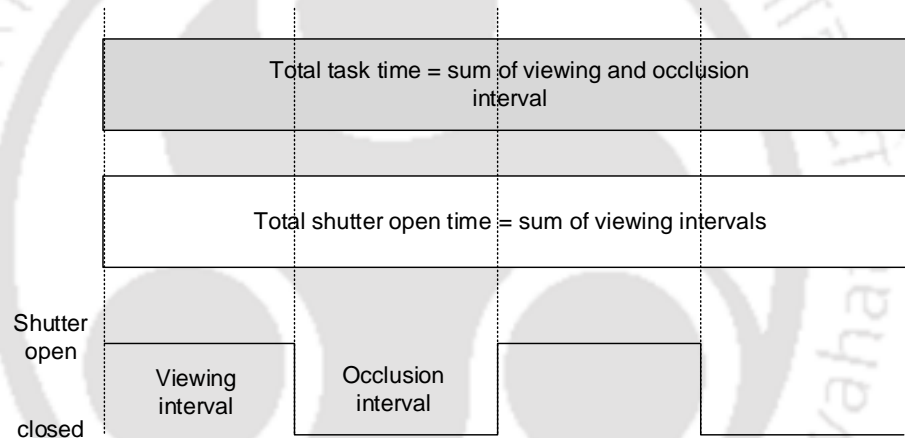 Total task time = sum of viewing and occlusion
interval
Total shutter open time = sum of viewing intervals
Shutter
open
Viewing
interval
Occlusion
interval
closed